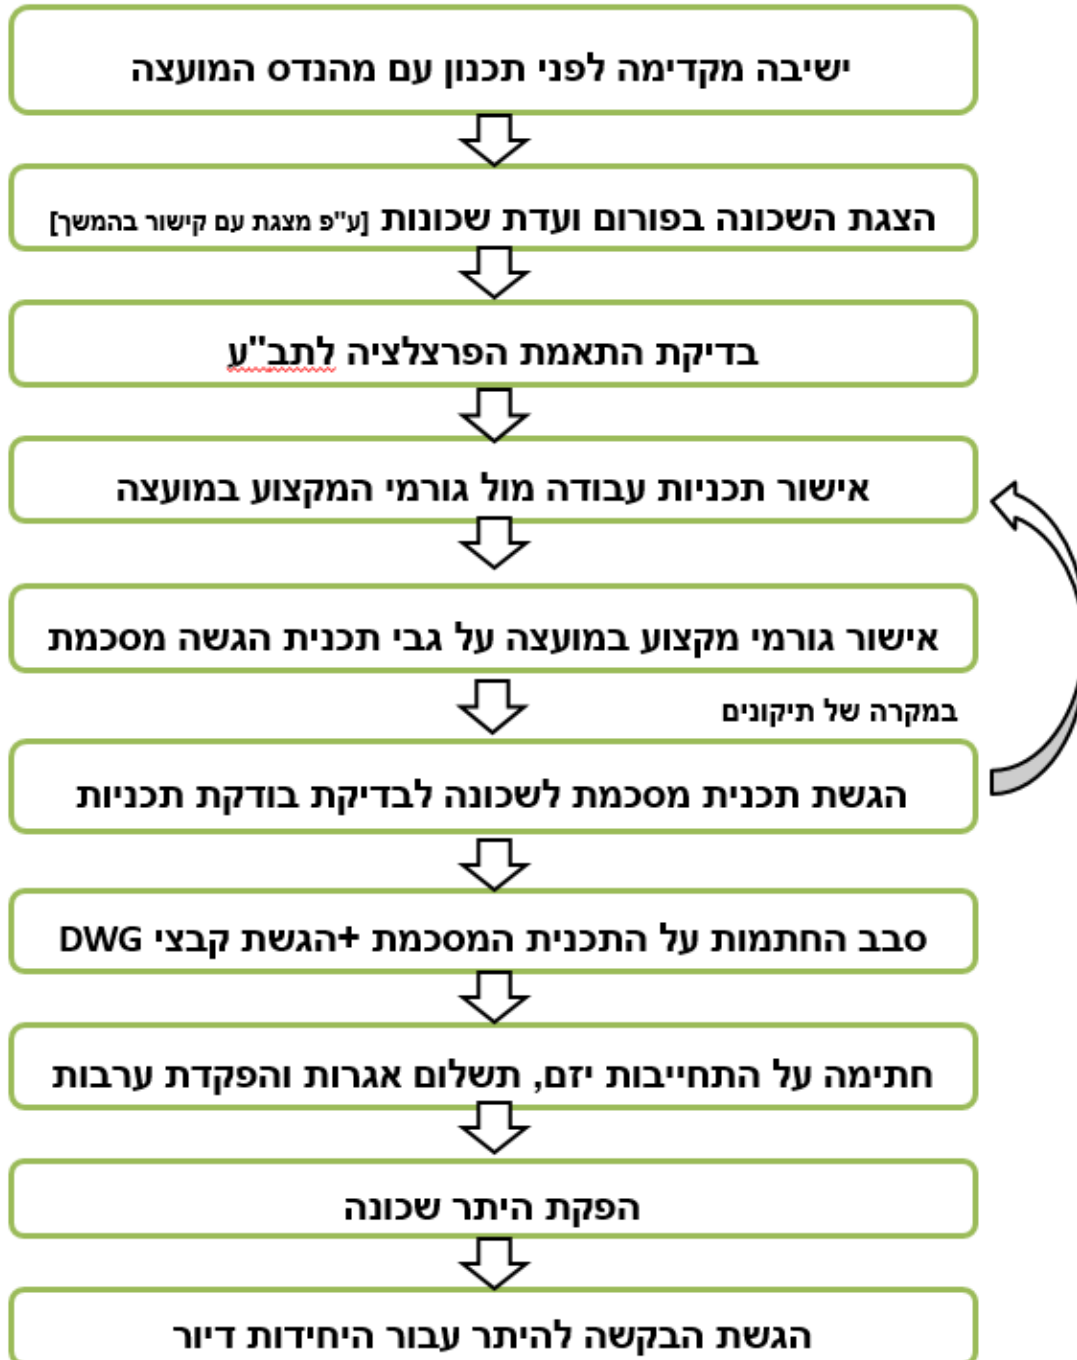 ישיבה מקדימה לפני תכנון עם מהנדס המועצה
הצגת השכונה בפורום ועדת שכונות [ע"פ מצגת עם קישור בהמשך]
בדיקת התאמת הפרצלציה לתב"ע
אישור תכניות עבודה מול גורמי המקצוע במועצה
אישור גורמי מקצוע במועצה על גבי תכנית הגשה מסכמת
במקרה של תיקונים
הגשת תכנית מסכמת לשכונה לבדיקת בודקת תכניות
סבב החתמות על התכנית המסכמת +הגשת קבצי DWG
חתימה על התחייבות יזם, תשלום אגרות והפקדת ערבות
הפקת היתר שכונה
הגשת הבקשה להיתר עבור היחידות דיור